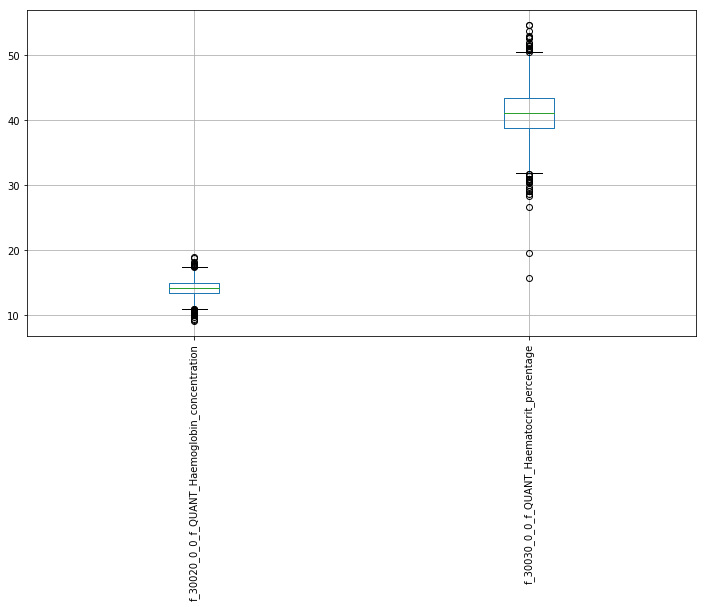 50
40
30
20
10
f_30020_0_0_f_QUANT_Haemoglobin_concentration
f_30030_0_0_f_QUANT_Haematocrit_percentage